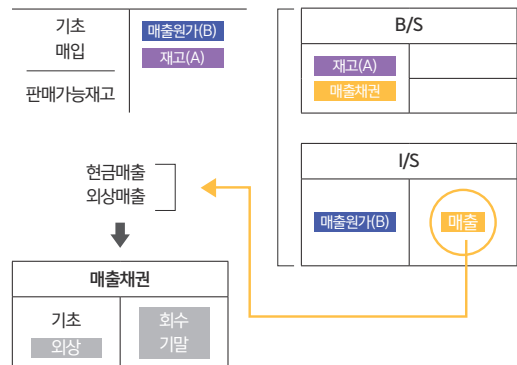 기초
매입
판매가능재고
매출원가(B)
재고(A)
B/S
재고(A)
매출채권
I/S
매출원가(B)
매출
현금매출
외상매출
매출채권
기초
외상
회수
기말